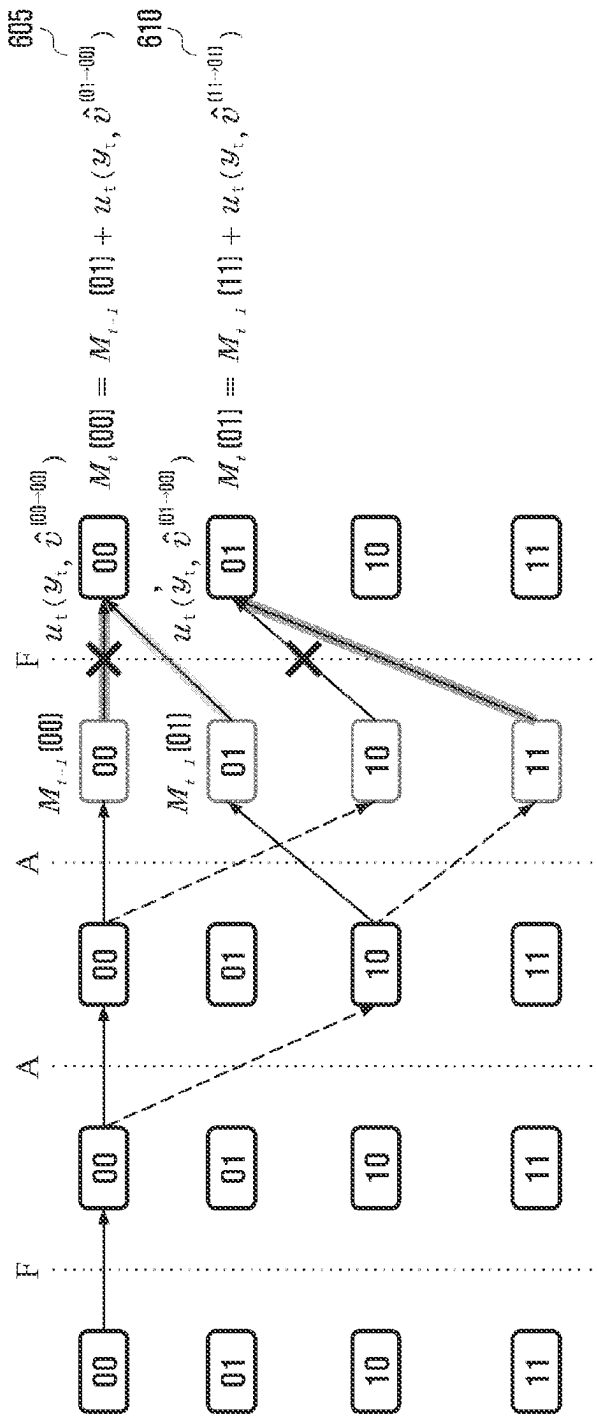 F A A F 605
M_{t-1}(00) u_t(y_t, v̂^{(00→00)})
00 00 00 00 00 M_t(00) = M_{t-1}(01) + u_t(y_t, v̂^{(01→00)})
610
M_{t-1}(01) u_t'(y_t, v̂^{(01→00)})
01 01 01 01 01 M_t(01) = M_{t-1}(11) + u_t(y_t, v̂^{(11→01)})
10 10 10 10 10
11 11 11 11 11